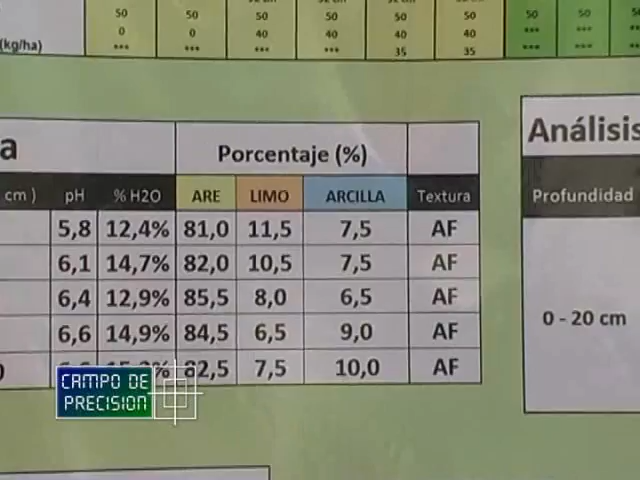 50 50 50 50 50 50 50
0 0 40 40 40 40 *** ***
(kg/ha) *** *** *** *** 35 35
a Porcentaje (%)
cm ) pH % H2O ARE LIMO ARCILLA Textura
5,8 12,4% 81,0 11,5 7,5 AF
6,1 14,7% 82,0 10,5 7,5 AF
6,4 12,9% 85,5 8,0 6,5 AF
6,6 14,9% 84,5 6,5 9,0 AF
82,5 7,5 10,0 AF
Análisis
Profundidad
0 - 20 cm
CAMPO DE
PRECISION